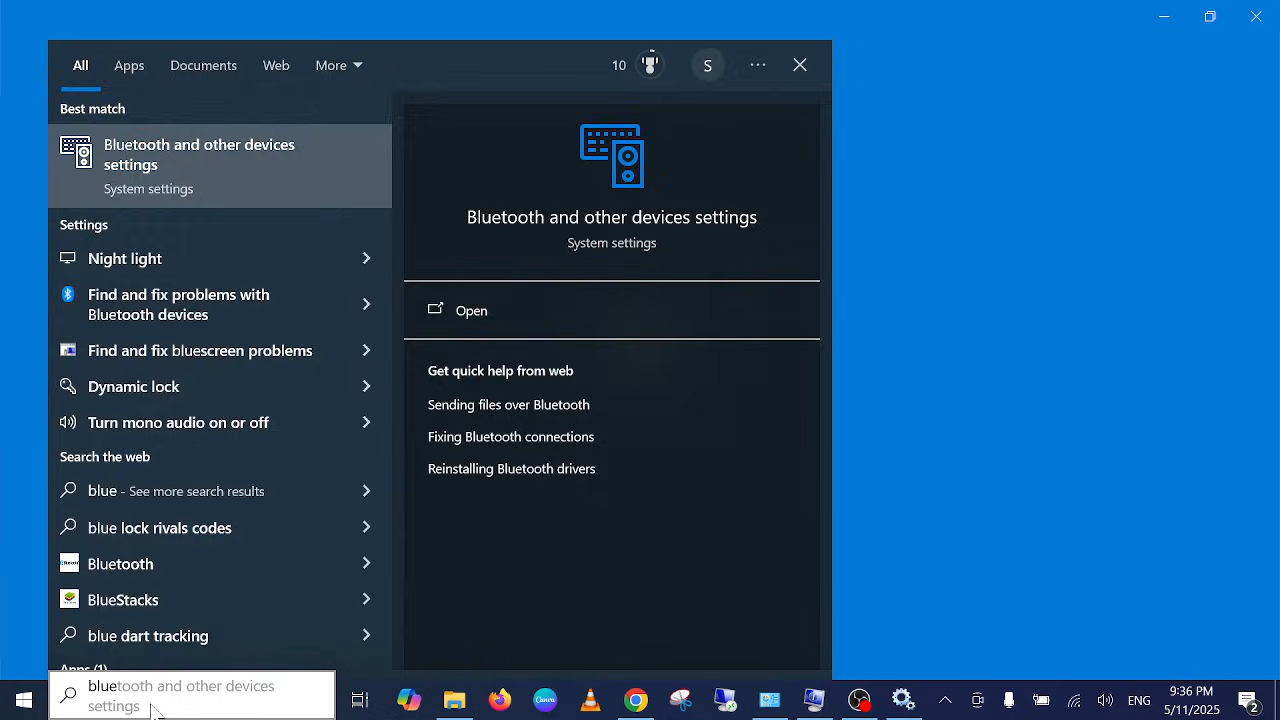 All Apps Documents Web More 10 S ...
Best match
Bluetooth and other devices
settings
System settings
Settings
Night light
Find and fix problems with
Bluetooth devices
Find and fix bluescreen problems
Dynamic lock
Turn mono audio on or off
Search the web
blue - See more search results
blue lock rivals codes
Bluetooth
BlueStacks
blue dart tracking
Apps (1)
Bluetooth and other devices settings
System settings
Open
Get quick help from web
Sending files over Bluetooth
Fixing Bluetooth connections
Reinstalling Bluetooth drivers
bluetooth and other devices
settings
Canva
ENG
9:36 PM
5/11/2025
2